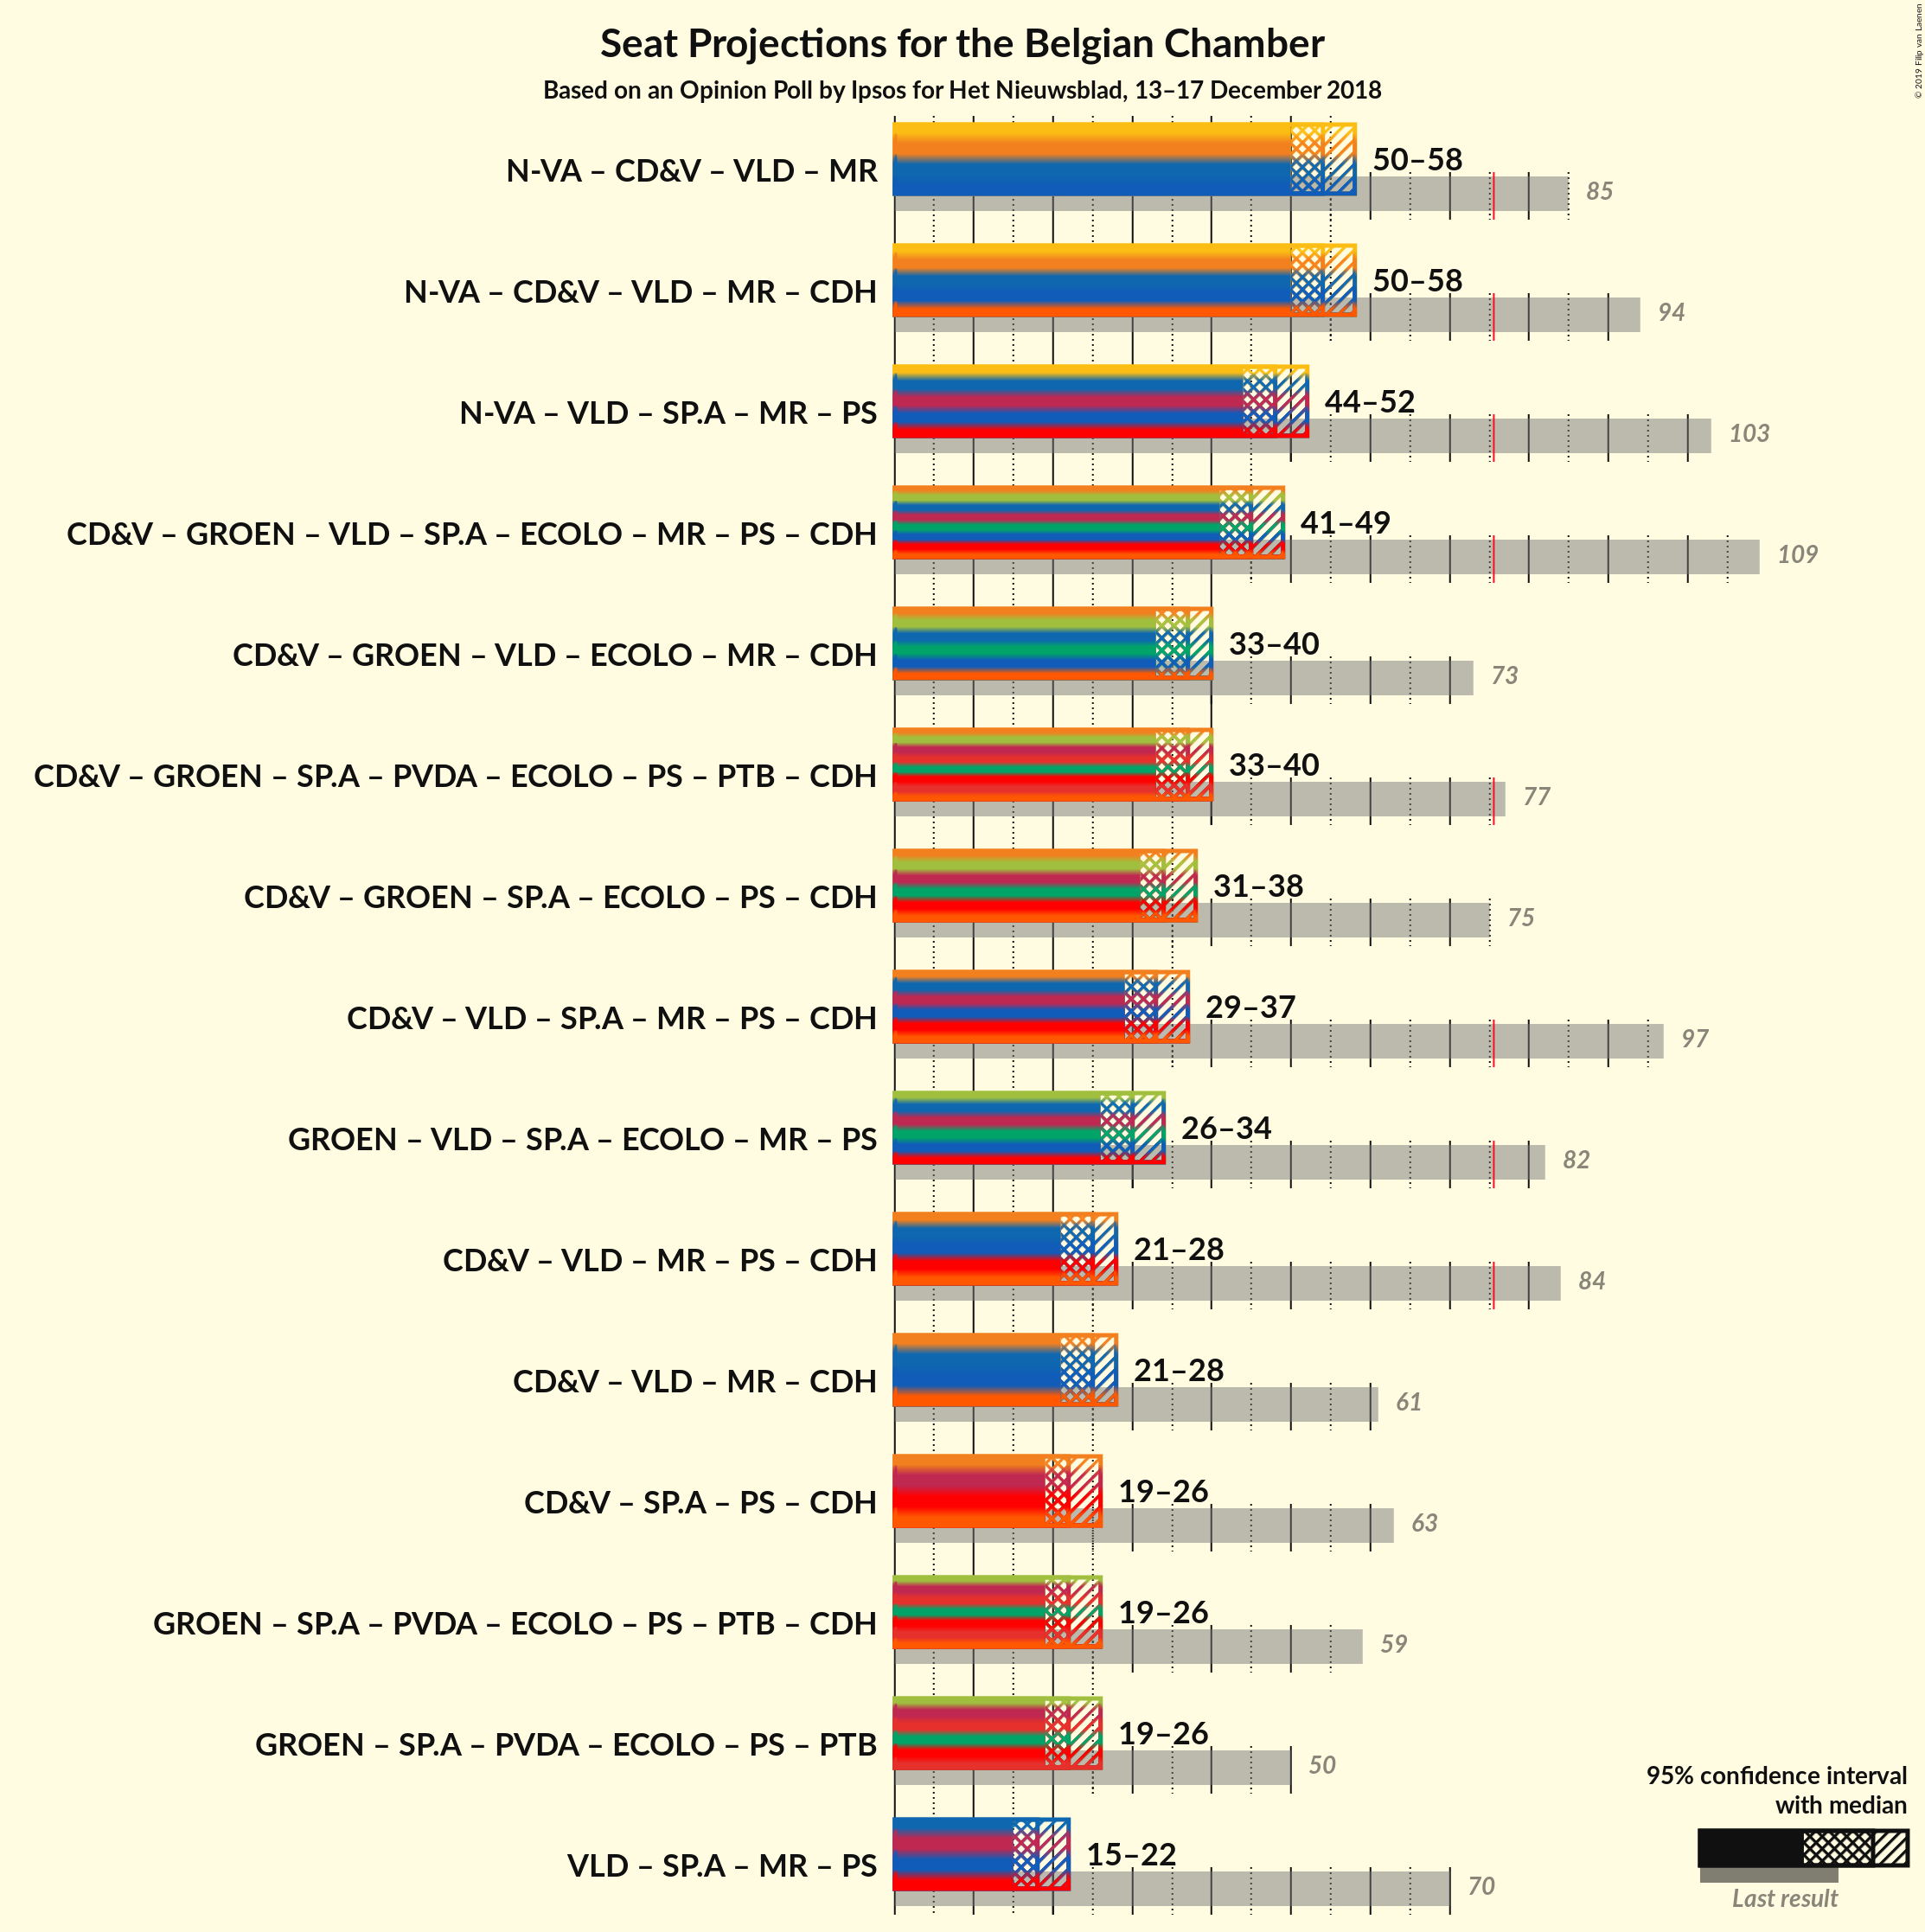 Seat Projections for the Belgian Chamber
Based on an Opinion Poll by Ipsos for Het Nieuwsblad, 13–17 December 2018
© 2019 Filip van Laenen
N-VA – CD&V – VLD – MR
50–58
85
N-VA – CD&V – VLD – MR – CDH
50–58
94
N-VA – VLD – SP.A – MR – PS
44–52
103
CD&V – GROEN – VLD – SP.A – ECOLO – MR – PS – CDH
41–49
109
CD&V – GROEN – VLD – ECOLO – MR – CDH
33–40
73
CD&V – GROEN – SP.A – PVDA – ECOLO – PS – PTB – CDH
33–40
77
CD&V – GROEN – SP.A – ECOLO – PS – CDH
31–38
75
CD&V – VLD – SP.A – MR – PS – CDH
29–37
97
GROEN – VLD – SP.A – ECOLO – MR – PS
26–34
82
CD&V – VLD – MR – PS – CDH
21–28
84
CD&V – VLD – MR – CDH
21–28
61
CD&V – SP.A – PS – CDH
19–26
63
GROEN – SP.A – PVDA – ECOLO – PS – PTB – CDH
19–26
59
GROEN – SP.A – PVDA – ECOLO – PS – PTB
19–26
50
VLD – SP.A – MR – PS
15–22
70
95% confidence interval
with median
Last result